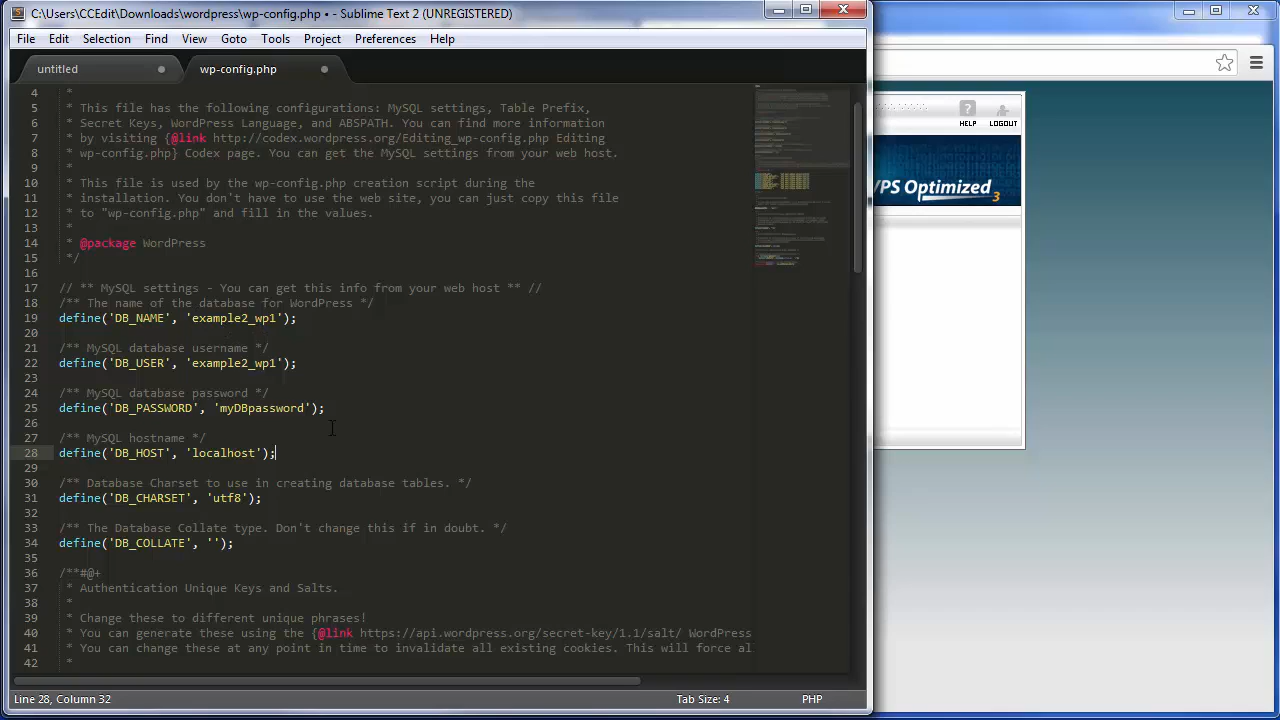 C:\Users\CCEdit\Downloads\wordpress\wp-config.php • - Sublime Text 2 (UNREGISTERED)
File Edit Selection Find View Goto Tools Project Preferences Help
untitled wp-config.php
4 *
5 * This file has the following configurations: MySQL settings, Table Prefix,
6 * Secret Keys, WordPress Language, and ABSPATH. You can find more information
7 * by visiting {@link http://codex.wordpress.org/Editing_wp-config.php Editing
8 * wp-config.php} Codex page. You can get the MySQL settings from your web host.
9 *
10 * This file is used by the wp-config.php creation script during the
11 * installation. You don't have to use the web site, you can just copy this file
12 * to "wp-config.php" and fill in the values.
13 *
14 * @package WordPress
15 */
16
17 // ** MySQL settings - You can get this info from your web host ** //
18 /** The name of the database for WordPress */
19 define('DB_NAME', 'example2_wp1');
20
21 /** MySQL database username */
22 define('DB_USER', 'example2_wp1');
23
24 /** MySQL database password */
25 define('DB_PASSWORD', 'myDBpassword');
26
27 /** MySQL hostname */
28 define('DB_HOST', 'localhost');
29
30 /** Database Charset to use in creating database tables. */
31 define('DB_CHARSET', 'utf8');
32
33 /** The Database Collate type. Don't change this if in doubt. */
34 define('DB_COLLATE', '');
35
36 /**#@+
37 * Authentication Unique Keys and Salts.
38 *
39 * Change these to different unique phrases!
40 * You can generate these using the {@link https://api.wordpress.org/secret-key/1.1/salt/ WordPress
41 * You can change these at any point in time to invalidate all existing cookies. This will force al
42 *
Line 28, Column 32 Tab Size: 4 PHP
HELP LOGOUT
VPS Optimized 3